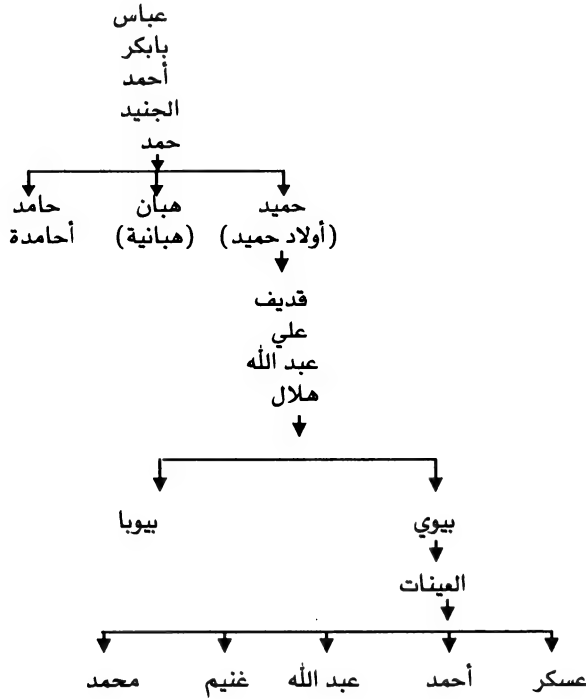 عباس
بابكر
أحمد
الجنيد
حمد
حميد هبان حامد
(أولاد حميد) (هبانية) أحامدة
قديف
علي
عبد الله
هلال
بيوي بيوبا
العينات
عسكر أحمد عبد الله غنيم محمد